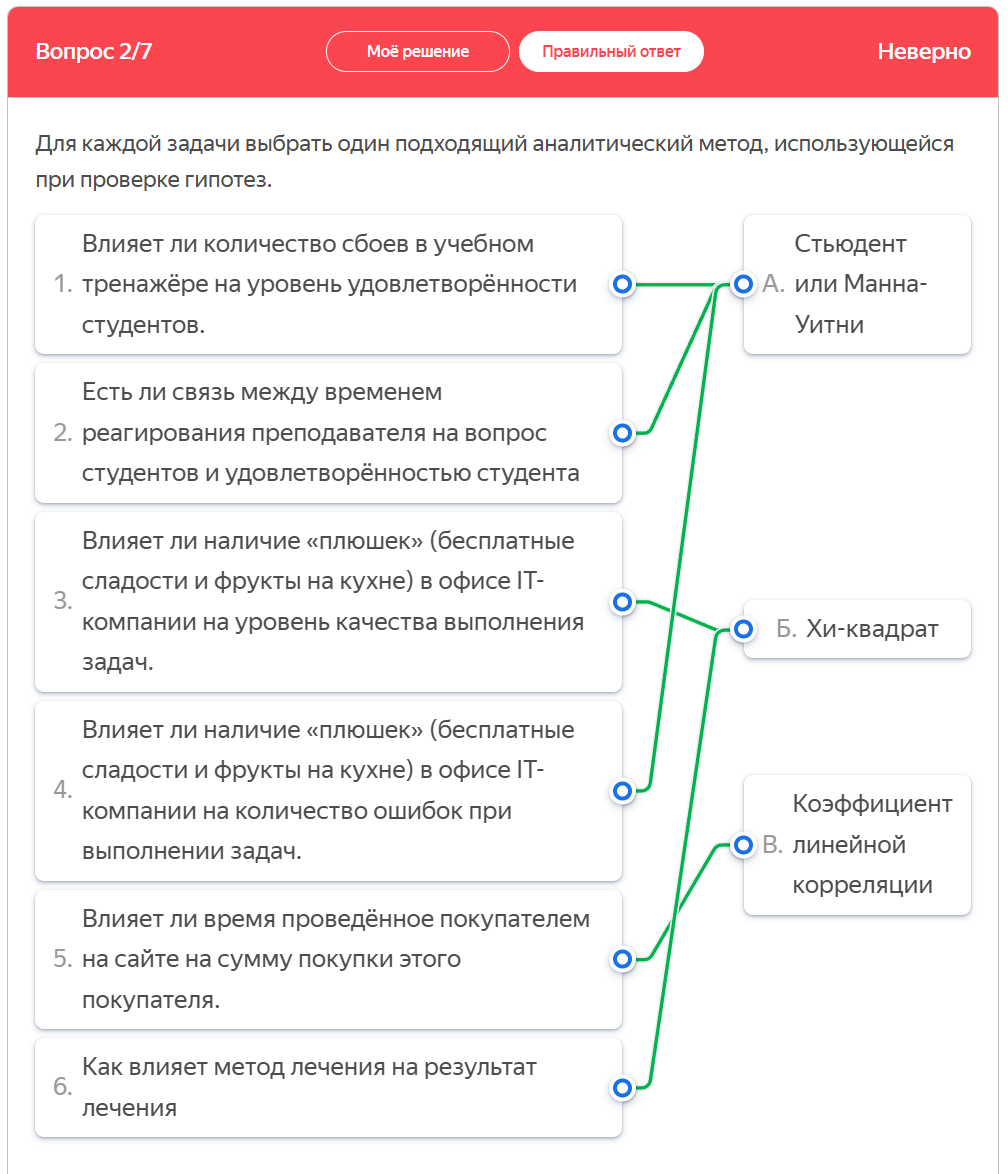 Вопрос 2/7
Моё решение
Правильный ответ
Неверно
Для каждой задачи выбрать один подходящий аналитический метод, использующейся
при проверке гипотез.
Влияет ли количество сбоев в учебном
1. тренажёре на уровень удовлетворённости
студентов.
Стьюдент
А. или Манна-
Уитни
Есть ли связь между временем
2. реагирования преподавателя на вопрос
студентов и удовлетворённостью студента
Влияет ли наличие «плюшек» (бесплатные
сладости и фрукты на кухне) в офисе IT-
3. компании на уровень качества выполнения
задач.
Б. Хи-квадрат
Влияет ли наличие «плюшек» (бесплатные
сладости и фрукты на кухне) в офисе IT-
4. компании на количество ошибок при
выполнении задач.
Коэффициент
В. линейной
корреляции
Влияет ли время проведённое покупателем
5. на сайте на сумму покупки этого
покупателя.
Как влияет метод лечения на результат
6. лечения